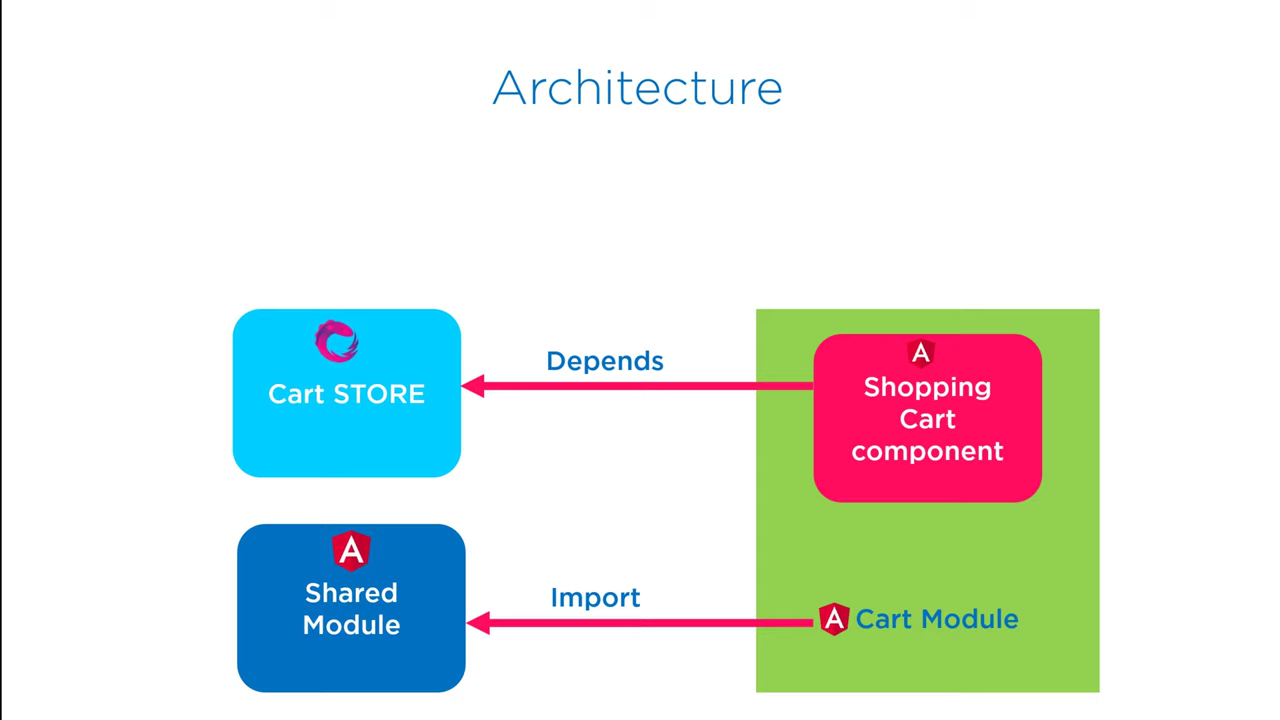 Architecture
Cart STORE
Depends
Shopping
Cart
component
Shared
Module
Import
Cart Module